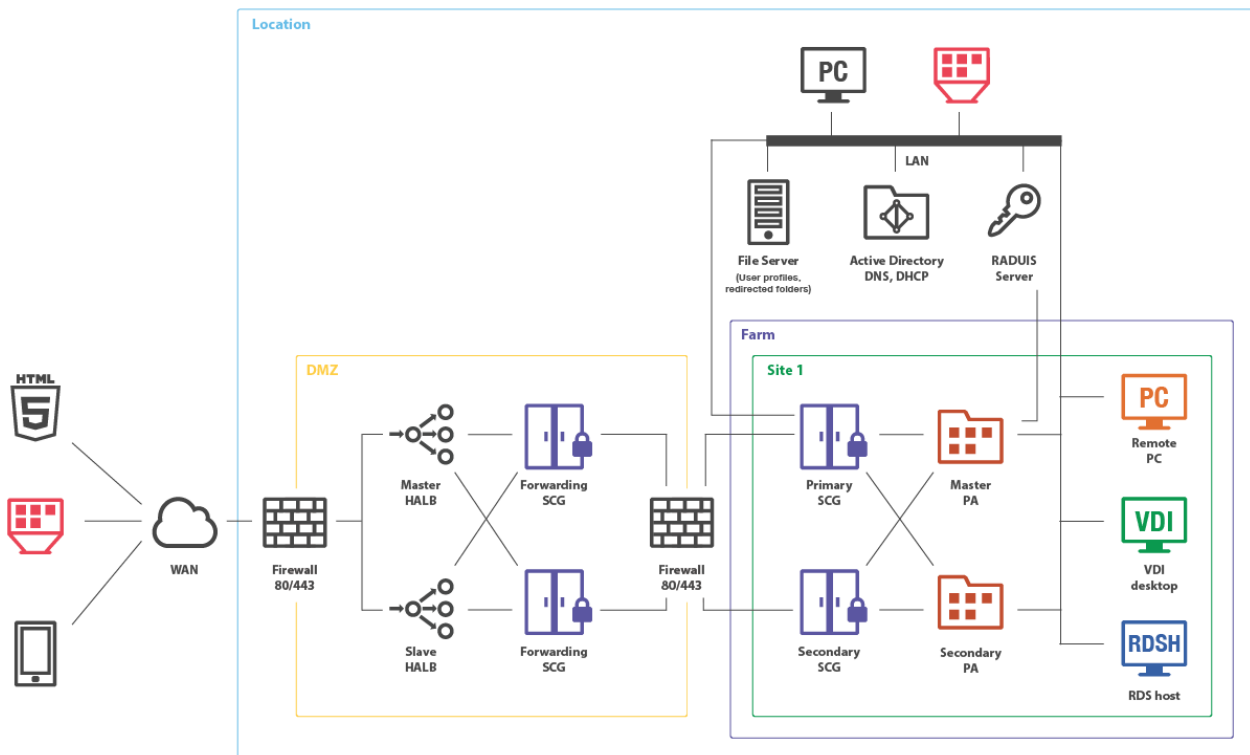 Location
PC
LAN
File Server
(User profiles,
redirected folders)
Active Directory
DNS, DHCP
RADUIS
Server
Farm
DMZ
Site 1
HTML
5
WAN
Firewall
80/443
Master
HALB
Forwarding
SCG
Slave
HALB
Forwarding
SCG
Firewall
80/443
Primary
SCG
Master
PA
Secondary
SCG
Secondary
PA
PC
Remote
PC
VDI
VDI
desktop
RDSH
RDS host